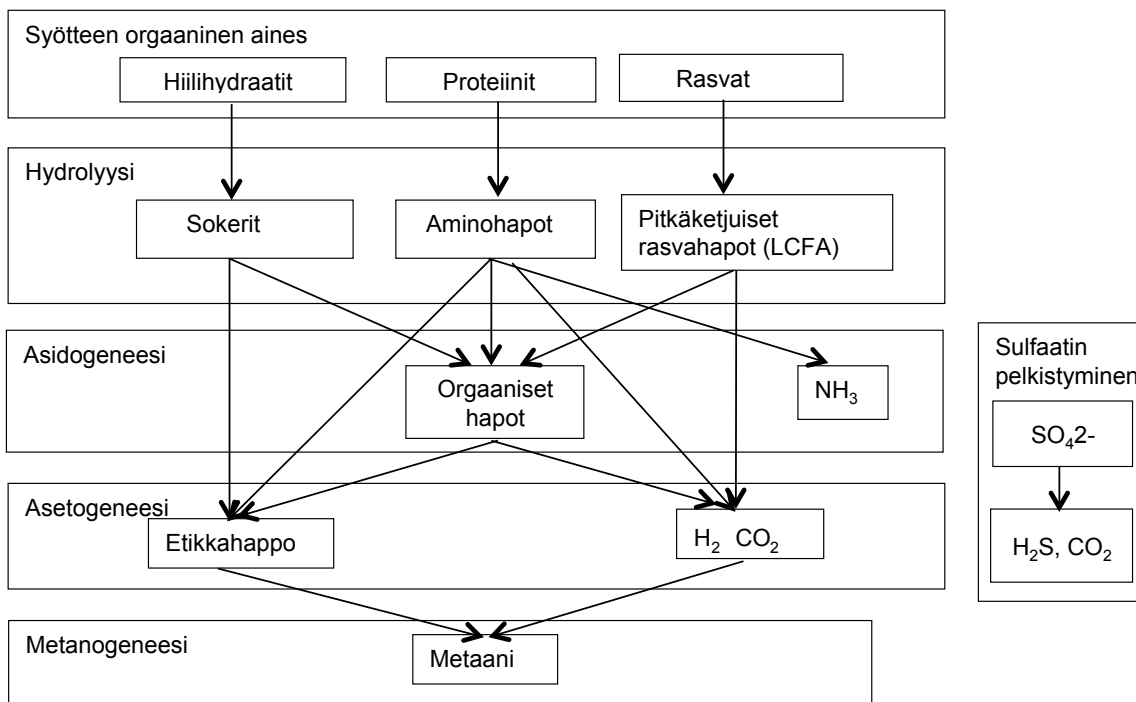 Syötteen orgaaninen aines
Hiilihydraatit
Proteiinit
Rasvat
Hydrolyysi
Sokerit
Aminohapot
Pitkäketjuiset
rasvahapot (LCFA)
Asidogeneesi
Orgaaniset
hapot
NH₃
Asetogeneesi
Etikkahappo
H₂ CO₂
Metanogeneesi
Metaani
Sulfaatin
pelkistyminen
SO₄2-
H₂S, CO₂